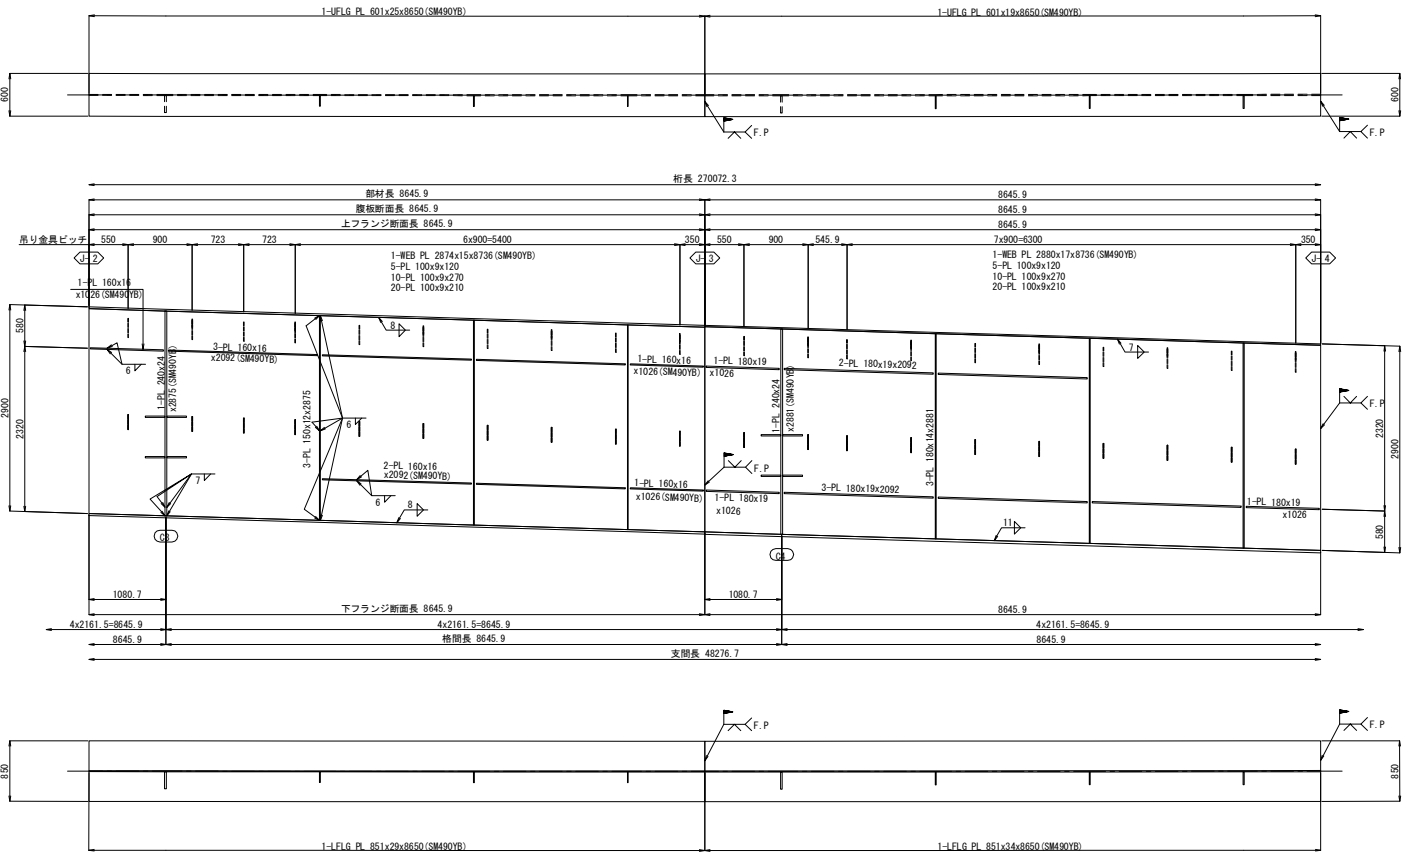 1-UFLG PL 601x25x8650(SM490YB)
1-UFLG PL 601x19x8650(SM490YB)
600
600
F.P
F.P
桁長 270072.3
部材長 8645.9
8645.9
腹板断面長 8645.9
8645.9
上フランジ断面長 8645.9
8645.9
吊り金具ピッチ
550
900
723
723
6x900=5400
350
550
900
545.9
7x900=6300
350
J-2
J-3
J-4
1-WEB PL 2874x15x8736(SM490YB)
5-PL 100x9x120
10-PL 100x9x270
20-PL 100x9x210
1-WEB PL 2880x17x8736(SM490YB)
5-PL 100x9x120
10-PL 100x9x270
20-PL 100x9x210
1-PL 160x16
x1026(SM490YB)
580
2320
2900
8
7
3-PL 160x16
x2092(SM490YB)
6
1-PL 240x24
x2875(SM490YB)
1-PL 160x16
x1026(SM490YB)
1-PL 180x19
x1026
2-PL 180x19x2092
1-PL 240x24
x2881(SM490YB)
3-PL 150x12x2875
6
3-PL 180x14x2881
F.P
2320
2900
580
2-PL 160x16
x2092(SM490YB)
7
6
8
F.P
1-PL 160x16
x1026(SM490YB)
1-PL 180x19
x1026
3-PL 180x19x2092
1-PL 180x19
x1026
11
C3
C4
1080.7
1080.7
下フランジ断面長 8645.9
8645.9
4x2161.5=8645.9
4x2161.5=8645.9
4x2161.5=8645.9
8645.9
格間長 8645.9
8645.9
支間長 48276.7
F.P
F.P
850
850
1-LFLG PL 851x29x8650(SM490YB)
1-LFLG PL 851x34x8650(SM490YB)